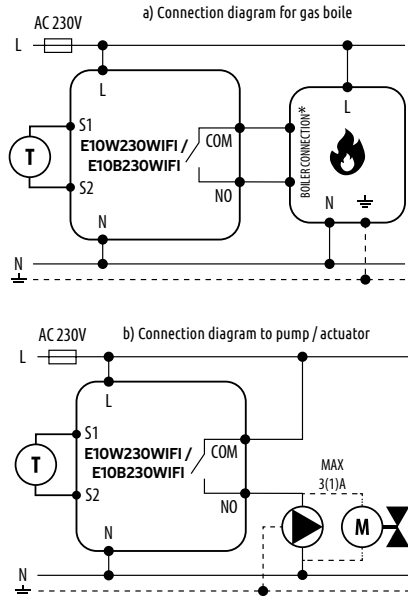 a) Connection diagram for gas boile
AC 230V
L
L
S1
T
S2
E10W230WIFI /
E10B230WIFI
COM
NO
N
BOILER CONNECTION*
L
N
N
b) Connection diagram to pump / actuator
AC 230V
L
L
S1
T
S2
E10W230WIFI /
E10B230WIFI
COM
NO
N
MAX
3(1)A
M
N